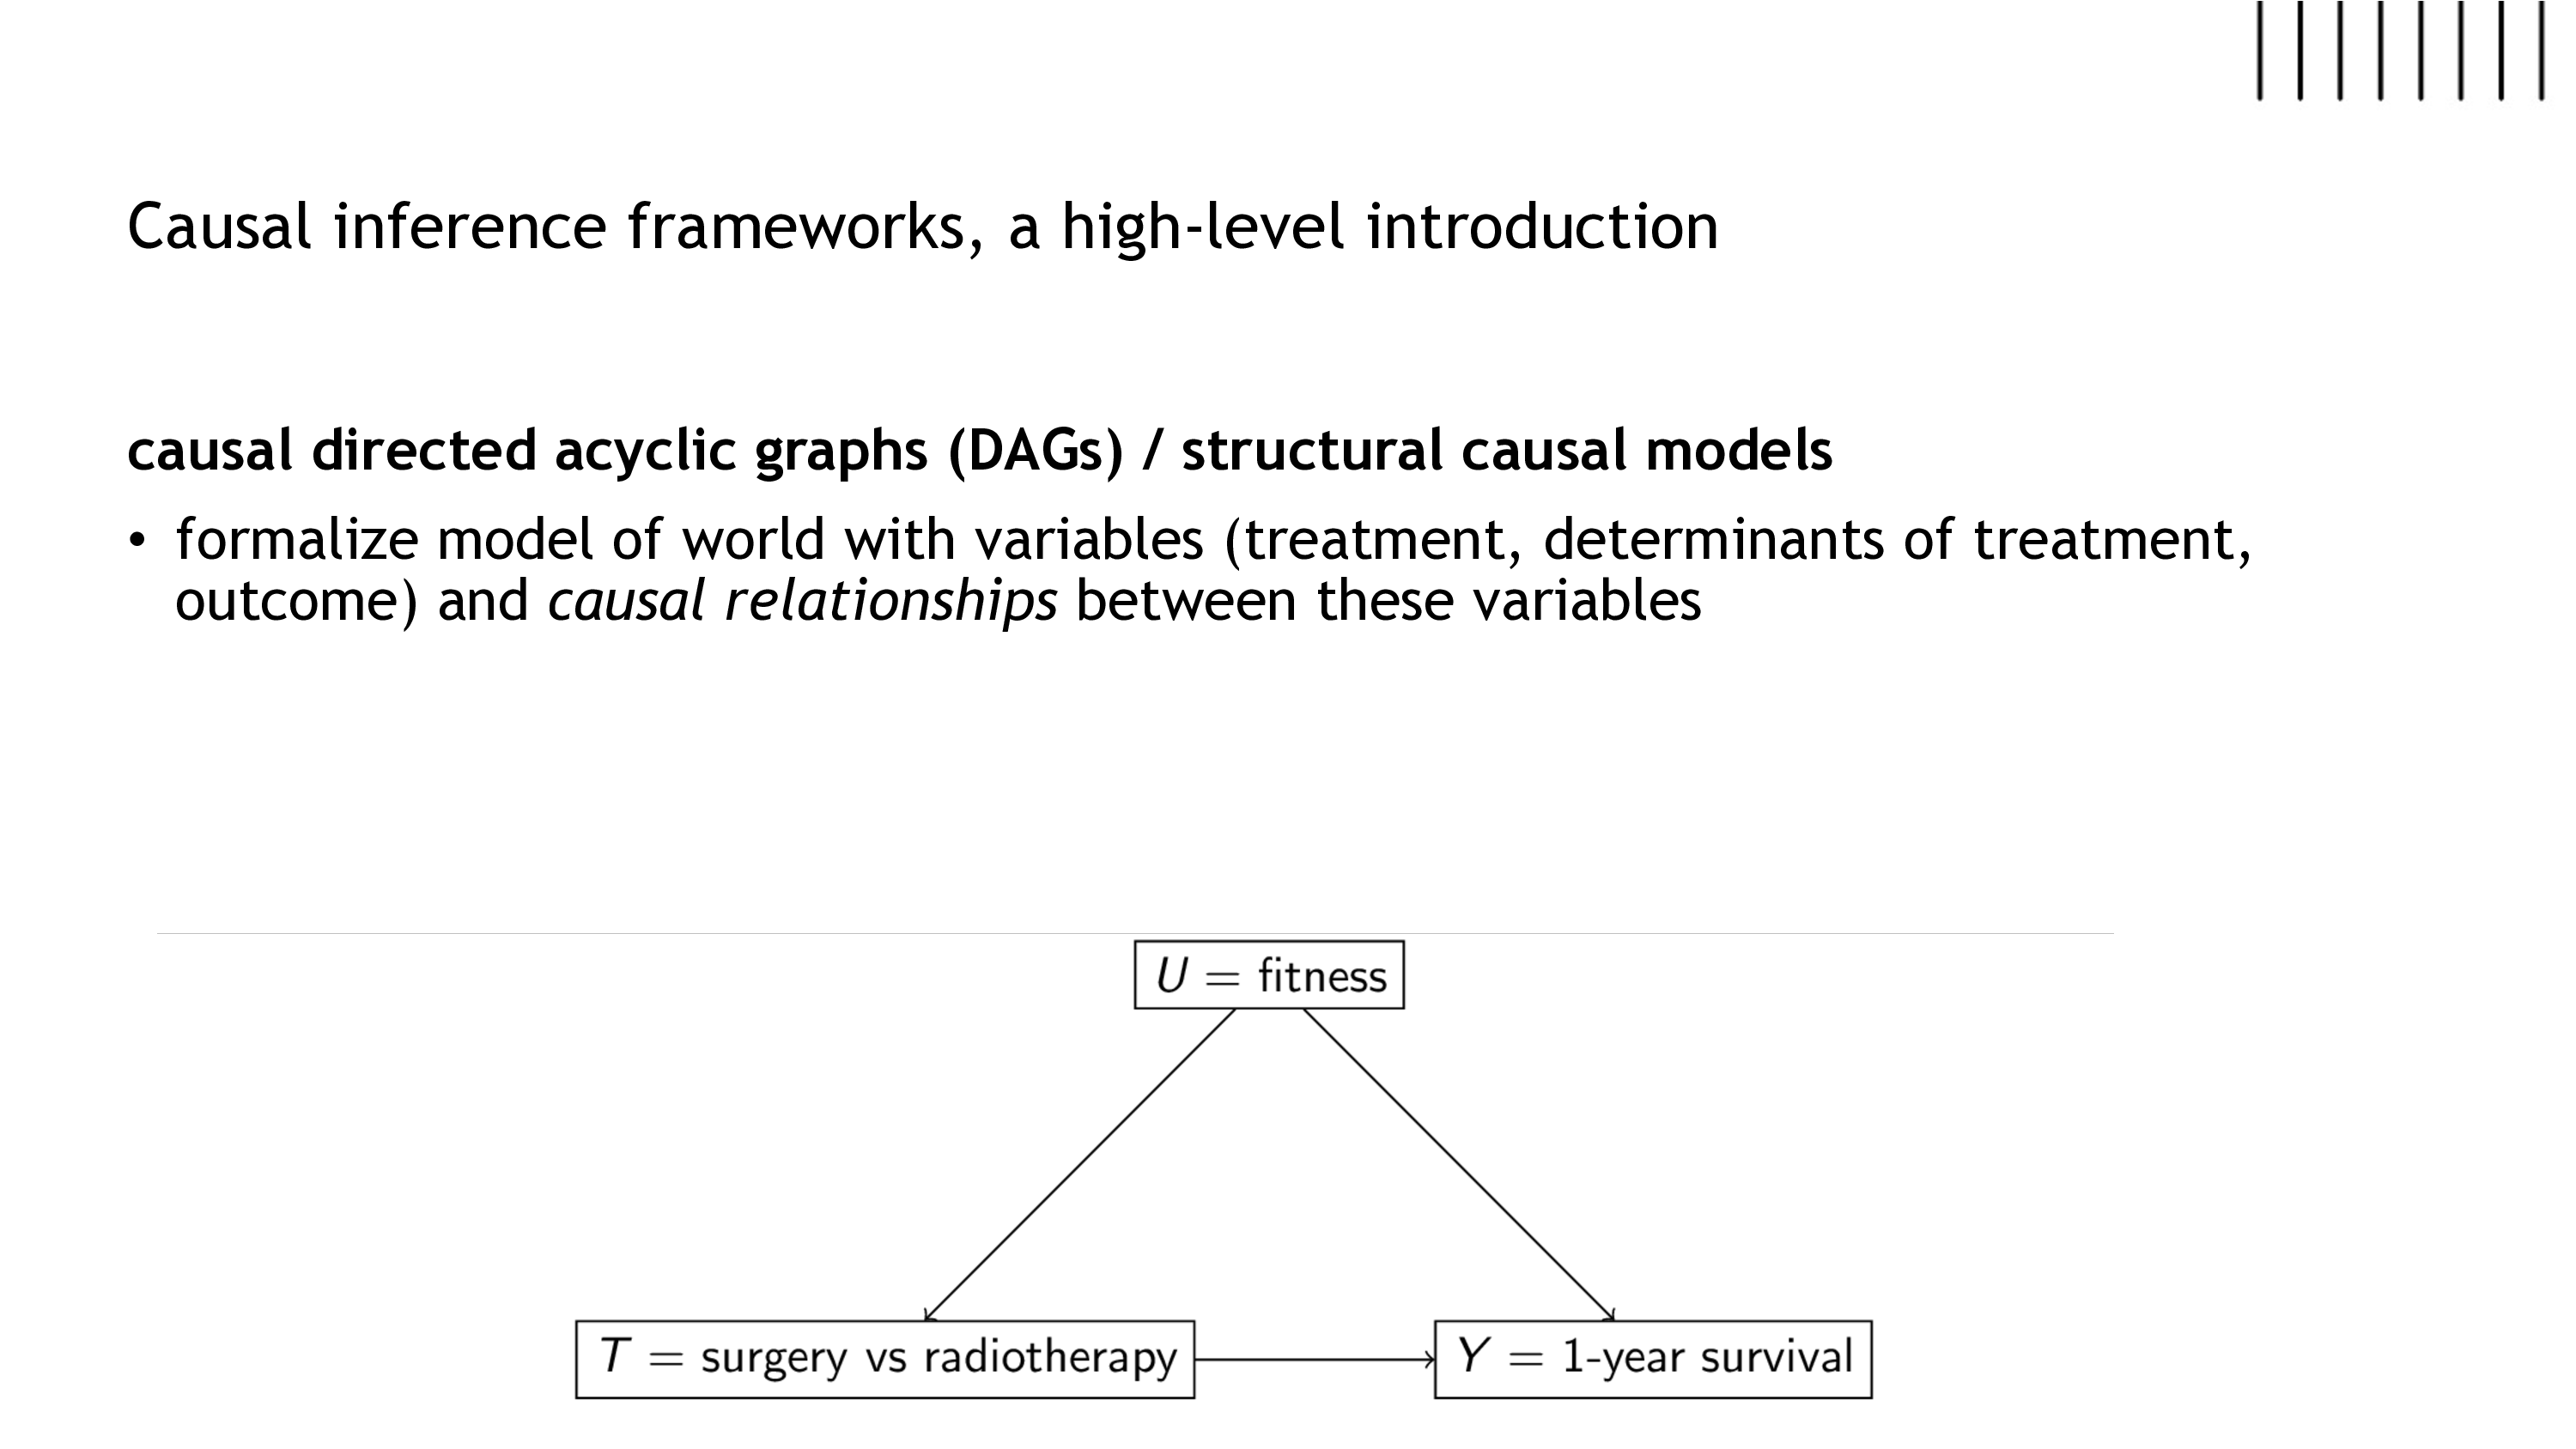 Causal inference frameworks, a high-level introduction
causal directed acyclic graphs (DAGs) / structural causal models
• formalize model of world with variables (treatment, determinants of treatment,
outcome) and causal relationships between these variables
U = fitness
T = surgery vs radiotherapy
Y = 1-year survival